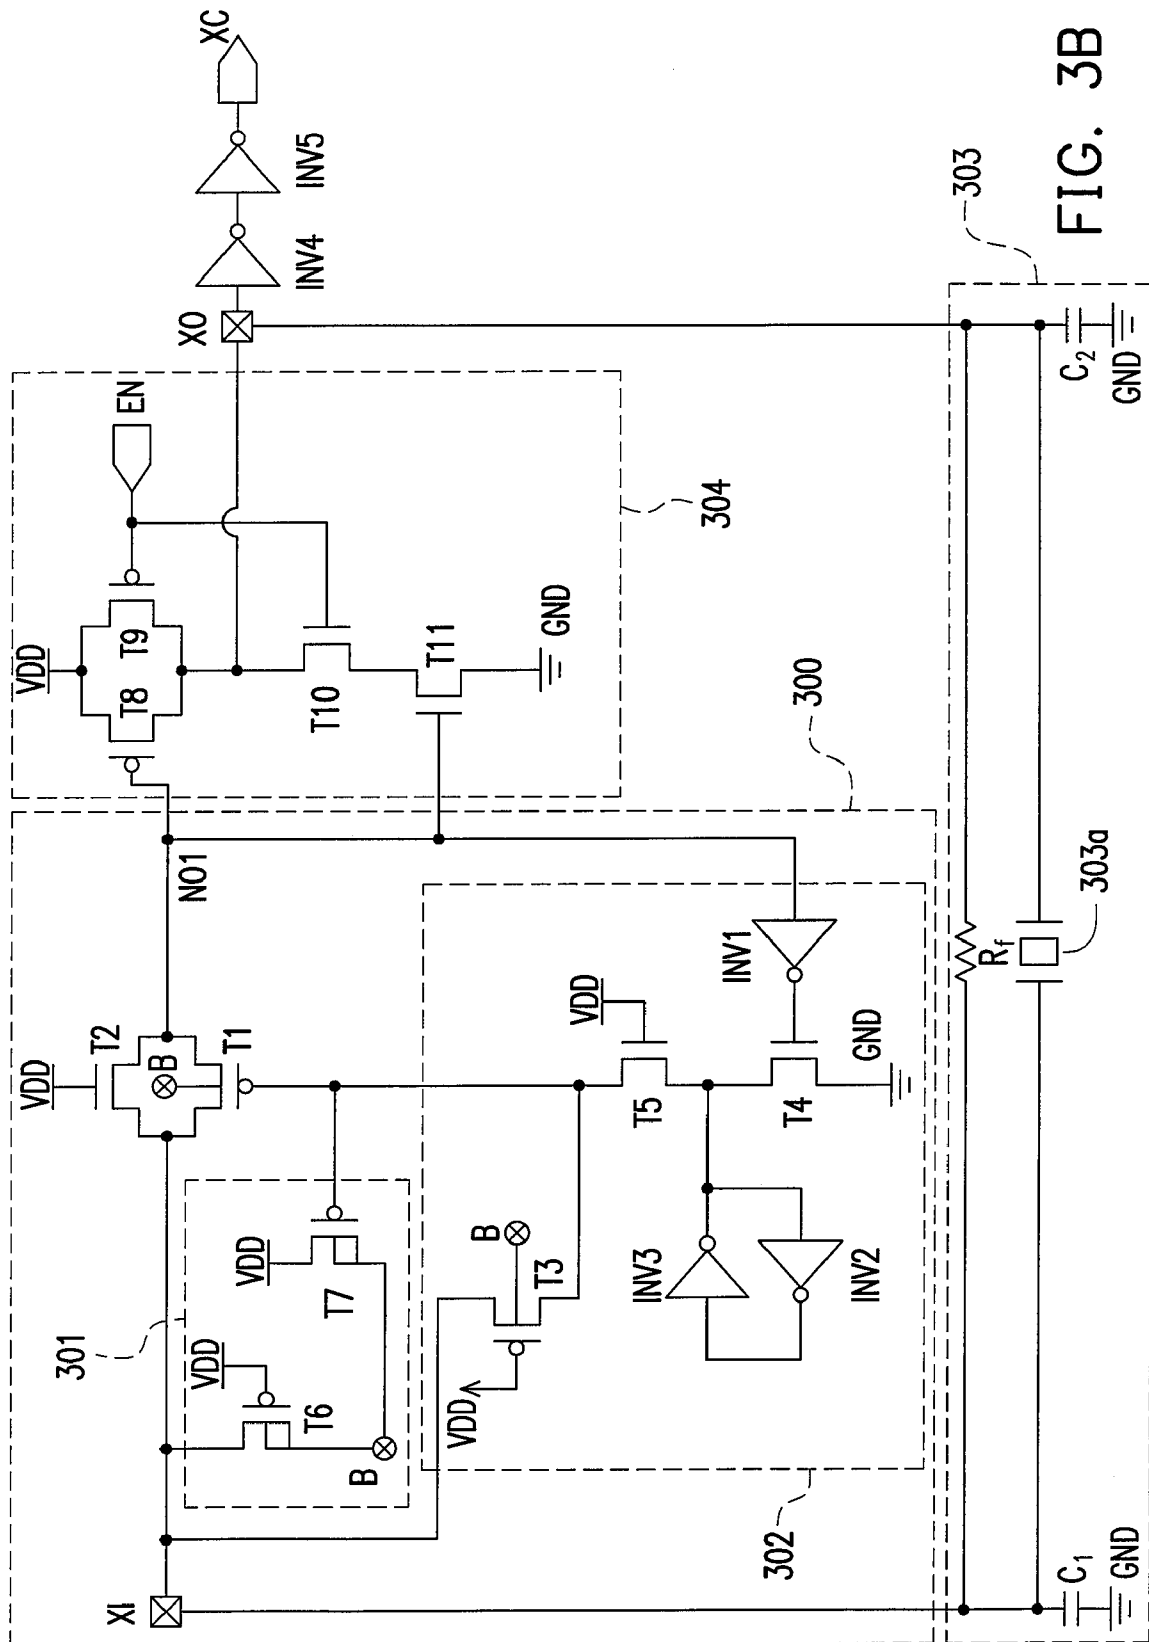 FIG. 3B
XI
XO
XC
INV4
INV5
VDD
T2
B
T1
NO1
VDD
T8
T9
EN
T10
T11
GND
304
301
VDD
T6
B
VDD
T7
VDD
B
T3
302
INV3
INV2
VDD
T5
T4
GND
INV1
300
C1
GND
Rf
303a
303
C2
GND